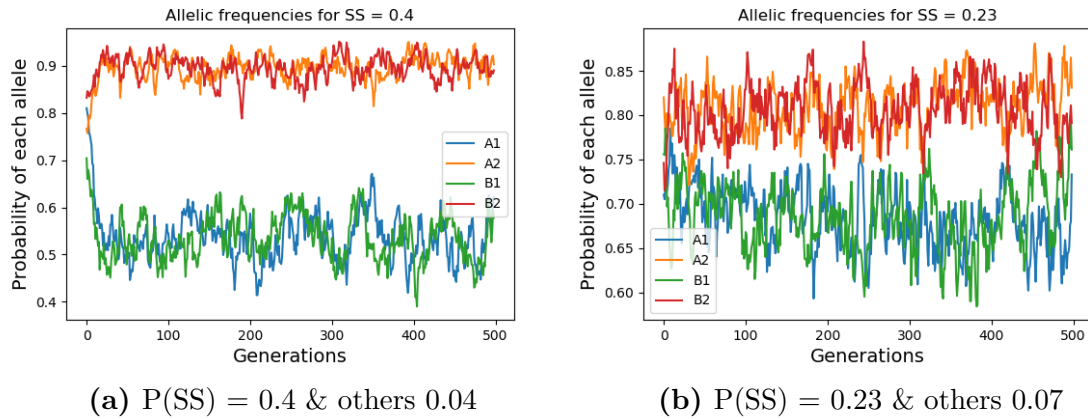 Allelic frequencies for SS = 0.4
Probability of each allele
0.9
0.8
0.7
0.6
0.5
0.4
A1
A2
B1
B2
0 100 200 300 400 500
Generations
(a) P(SS) = 0.4 & others 0.04
Allelic frequencies for SS = 0.23
Probability of each allele
0.85
0.80
0.75
0.70
0.65
0.60
A1
A2
B1
B2
0 100 200 300 400 500
Generations
(b) P(SS) = 0.23 & others 0.07